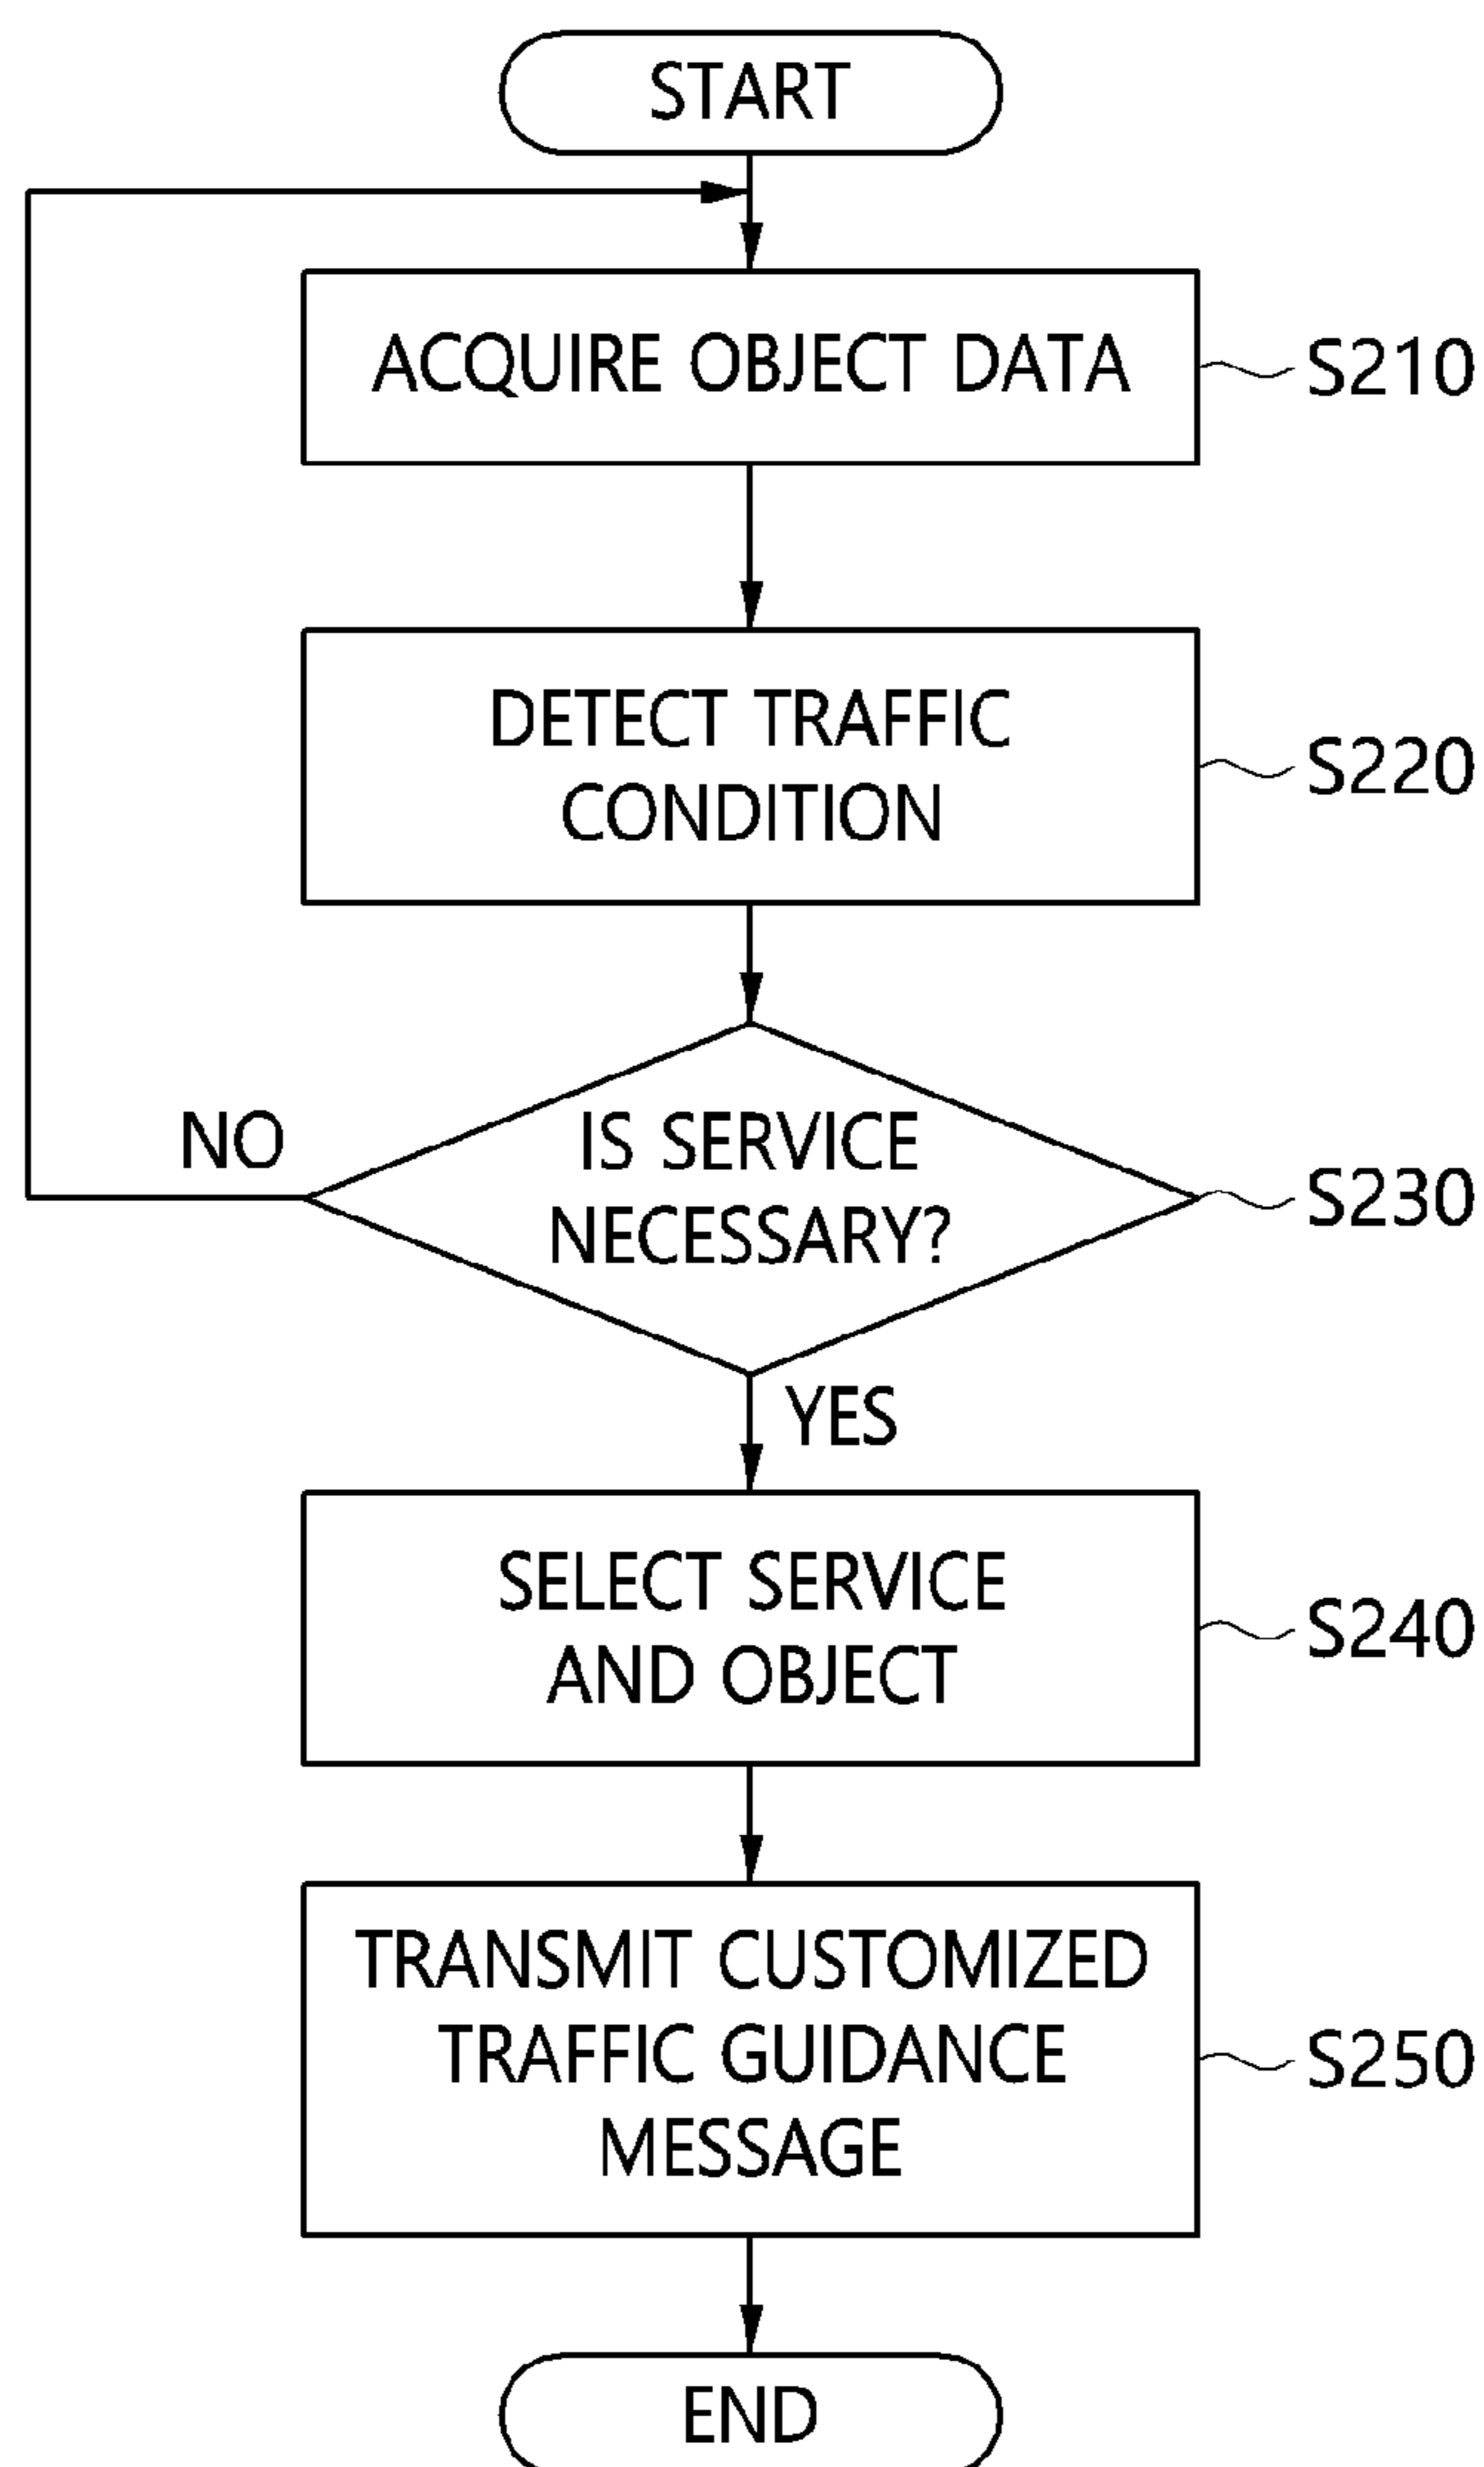 START
ACQUIRE OBJECT DATA
S210
DETECT TRAFFIC
CONDITION
S220
NO
IS SERVICE
NECESSARY?
S230
YES
SELECT SERVICE
AND OBJECT
S240
TRANSMIT CUSTOMIZED
TRAFFIC GUIDANCE
MESSAGE
S250
END